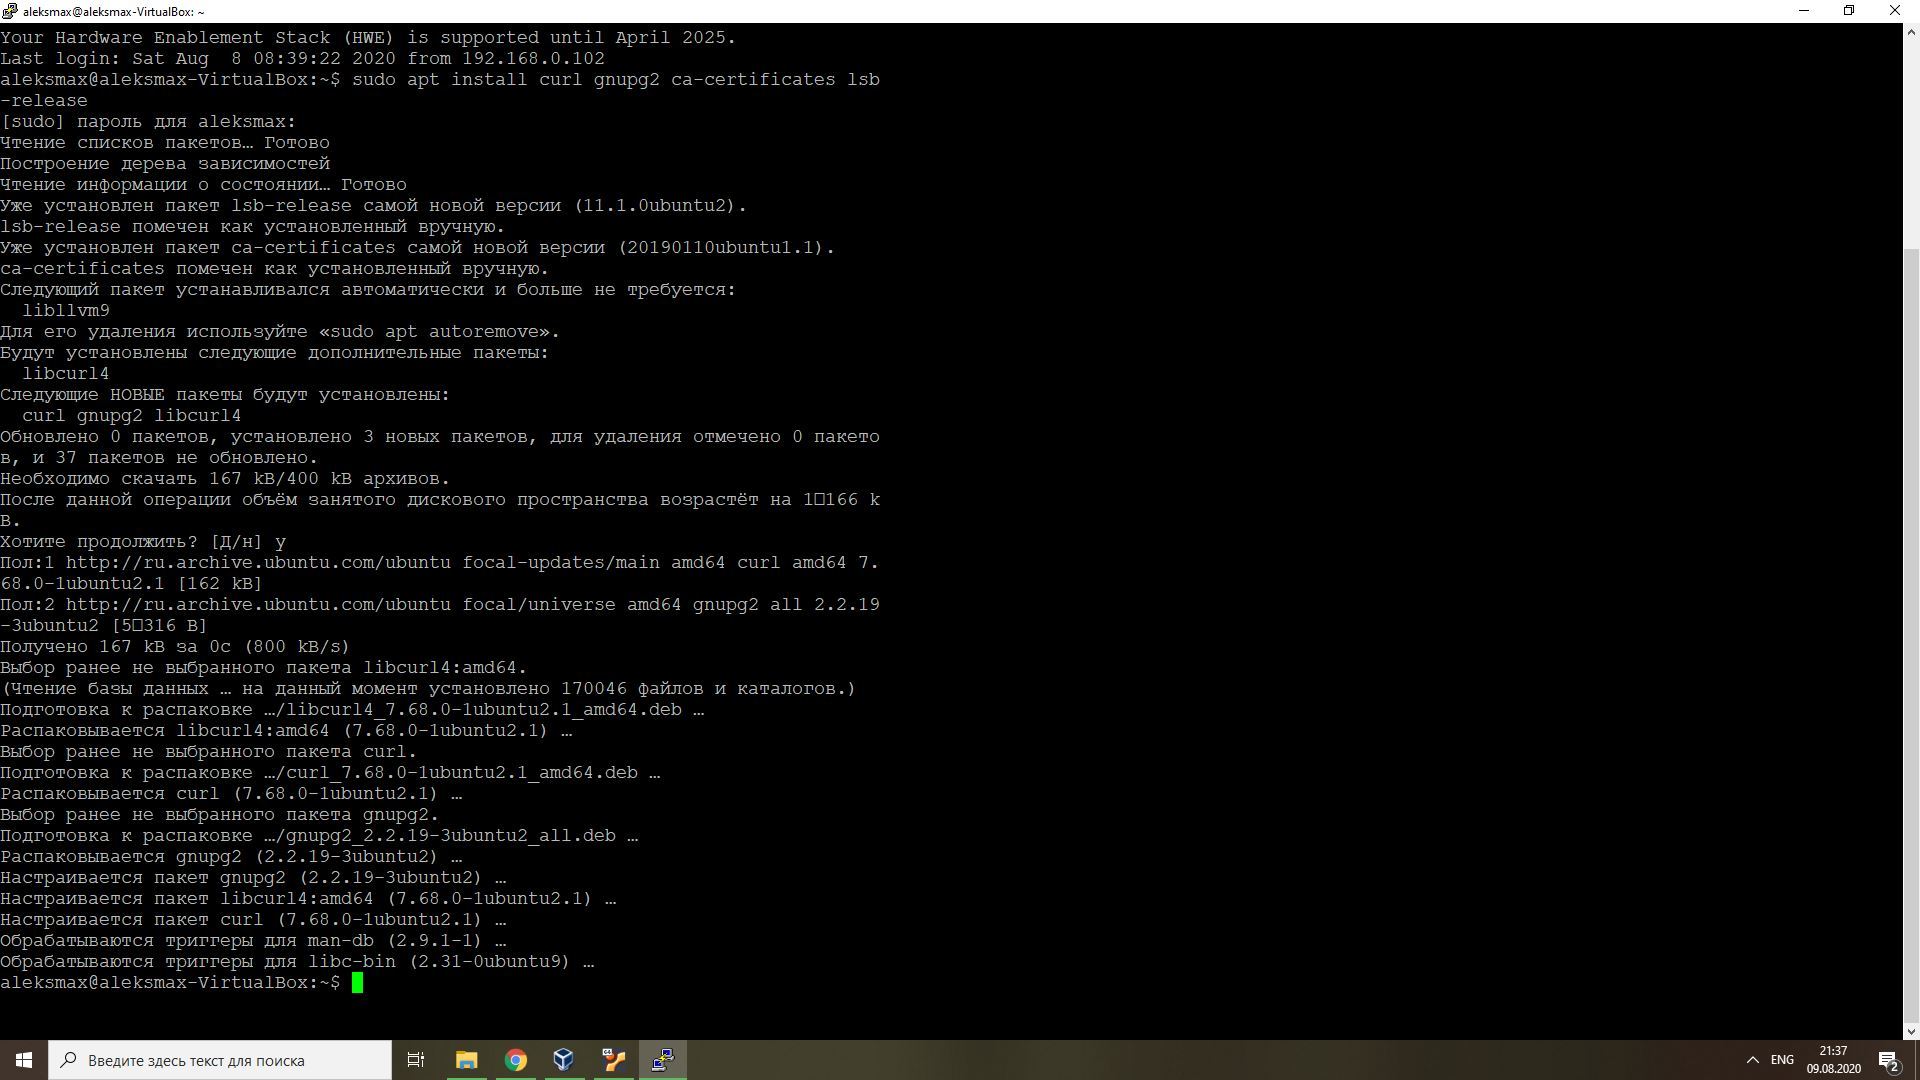 aleksmax@aleksmax-VirtualBox: ~
Your Hardware Enablement Stack (HWE) is supported until April 2025.
Last login: Sat Aug  8 08:39:22 2020 from 192.168.0.102
aleksmax@aleksmax-VirtualBox:~$ sudo apt install curl gnupg2 ca-certificates lsb
-release
[sudo] пароль для aleksmax:
Чтение списков пакетов… Готово
Построение дерева зависимостей
Чтение информации о состоянии… Готово
Уже установлен пакет lsb-release самой новой версии (11.1.0ubuntu2).
lsb-release помечен как установленный вручную.
Уже установлен пакет ca-certificates самой новой версии (20190110ubuntu1.1).
ca-certificates помечен как установленный вручную.
Следующий пакет устанавливался автоматически и больше не требуется:
  libllvm9
Для его удаления используйте «sudo apt autoremove».
Будут установлены следующие дополнительные пакеты:
  libcurl4
Следующие НОВЫЕ пакеты будут установлены:
  curl gnupg2 libcurl4
Обновлено 0 пакетов, установлено 3 новых пакетов, для удаления отмечено 0 пакето
в, и 37 пакетов не обновлено.
Необходимо скачать 167 kB/400 kB архивов.
После данной операции объём занятого дискового пространства возрастёт на 1□166 k
B.
Хотите продолжить? [Д/н] y
Пол:1 http://ru.archive.ubuntu.com/ubuntu focal-updates/main amd64 curl amd64 7.
68.0-1ubuntu2.1 [162 kB]
Пол:2 http://ru.archive.ubuntu.com/ubuntu focal/universe amd64 gnupg2 all 2.2.19
-3ubuntu2 [5□316 B]
Получено 167 kB за 0с (800 kB/s)
Выбор ранее не выбранного пакета libcurl4:amd64.
(Чтение базы данных … на данный момент установлено 170046 файлов и каталогов.)
Подготовка к распаковке …/libcurl4_7.68.0-1ubuntu2.1_amd64.deb …
Распаковывается libcurl4:amd64 (7.68.0-1ubuntu2.1) …
Выбор ранее не выбранного пакета curl.
Подготовка к распаковке …/curl_7.68.0-1ubuntu2.1_amd64.deb …
Распаковывается curl (7.68.0-1ubuntu2.1) …
Выбор ранее не выбранного пакета gnupg2.
Подготовка к распаковке …/gnupg2_2.2.19-3ubuntu2_all.deb …
Распаковывается gnupg2 (2.2.19-3ubuntu2) …
Настраивается пакет gnupg2 (2.2.19-3ubuntu2) …
Настраивается пакет libcurl4:amd64 (7.68.0-1ubuntu2.1) …
Настраивается пакет curl (7.68.0-1ubuntu2.1) …
Обрабатываются триггеры для man-db (2.9.1-1) …
Обрабатываются триггеры для libc-bin (2.31-0ubuntu9) …
aleksmax@aleksmax-VirtualBox:~$
Введите здесь текст для поиска
ENG
21:37
09.08.2020
2